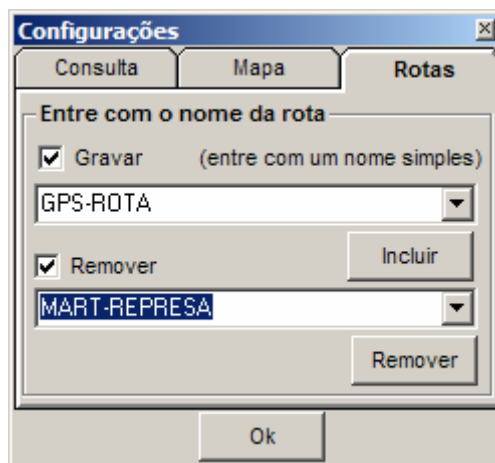 Configurações
Consulta Mapa Rotas
Entre com o nome da rota
Gravar (entre com um nome simples)
GPS-ROTA
Incluir
Remover
MART-REPRESA
Remover
Ok